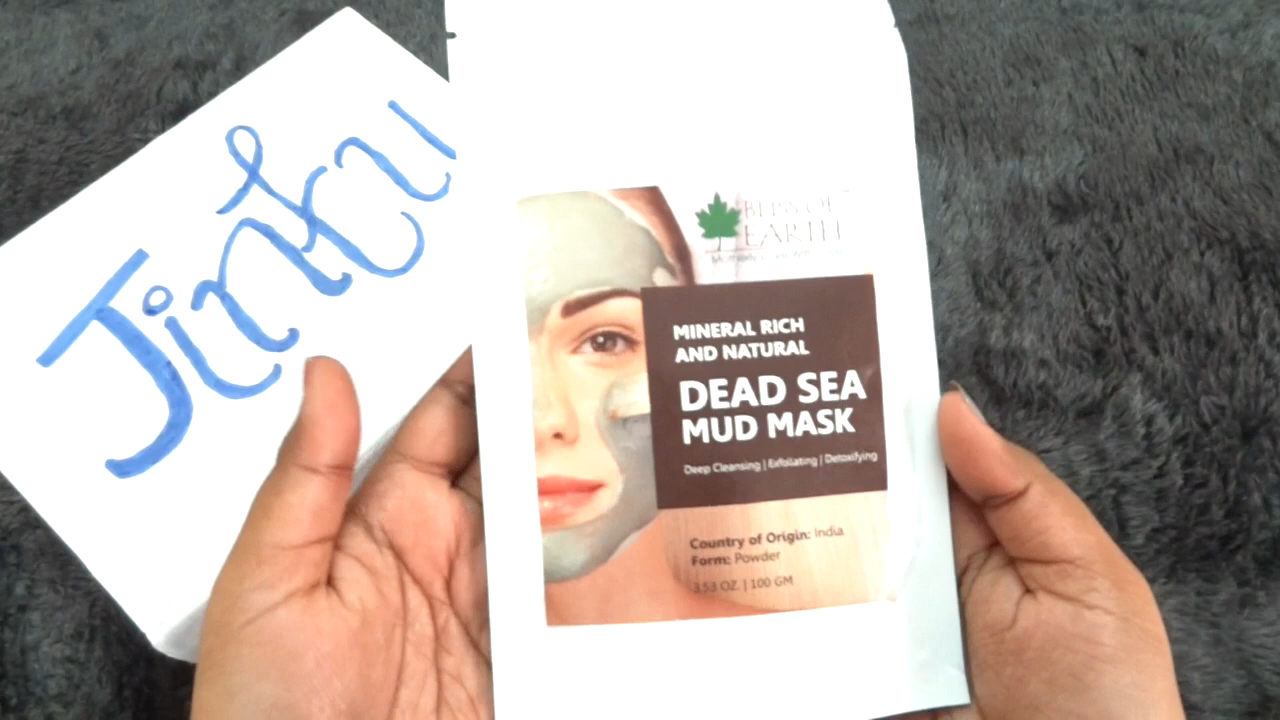 Jinku
BLISS OF
EARTH
MINERAL RICH
AND NATURAL
DEAD SEA
MUD MASK
Deep Cleansing | Exfoliating | Detoxifying
Country of Origin: India
Form: Powder
3.53 OZ. | 100 GM